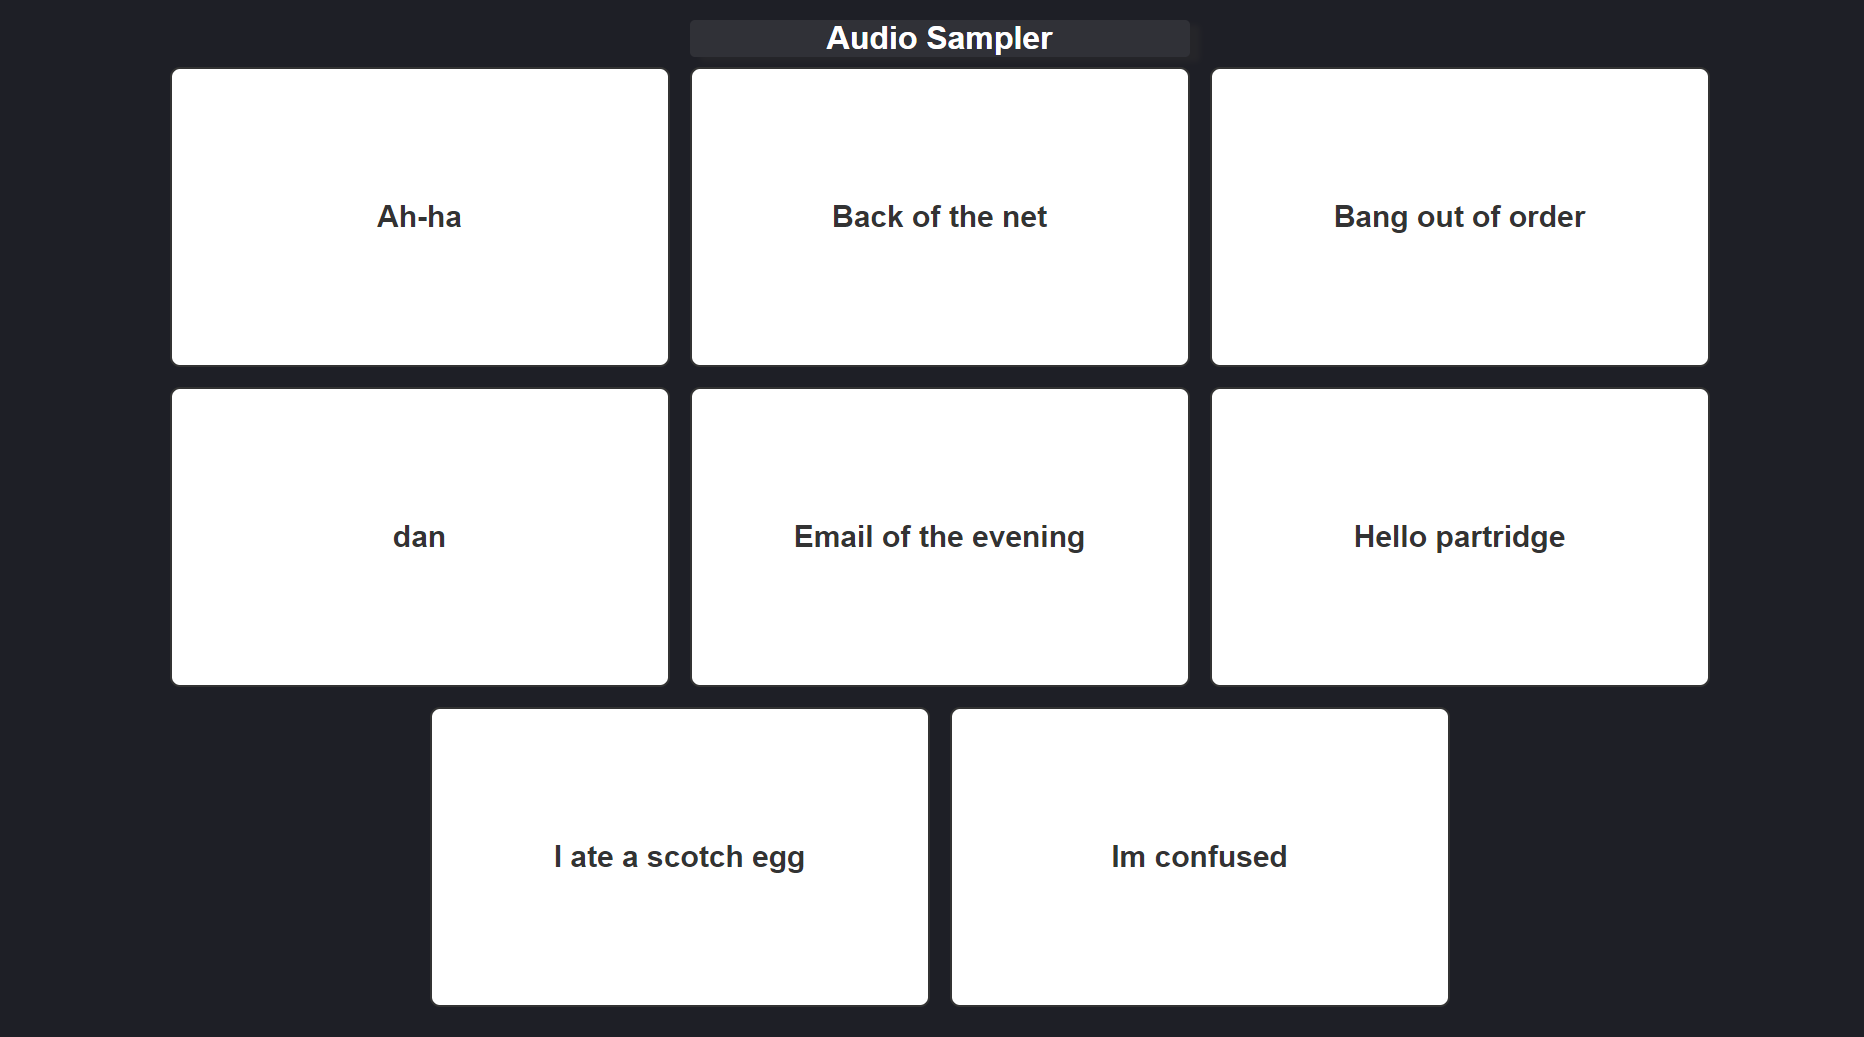 Audio Sampler
Ah-ha
Back of the net
Bang out of order
dan
Email of the evening
Hello partridge
I ate a scotch egg
Im confused